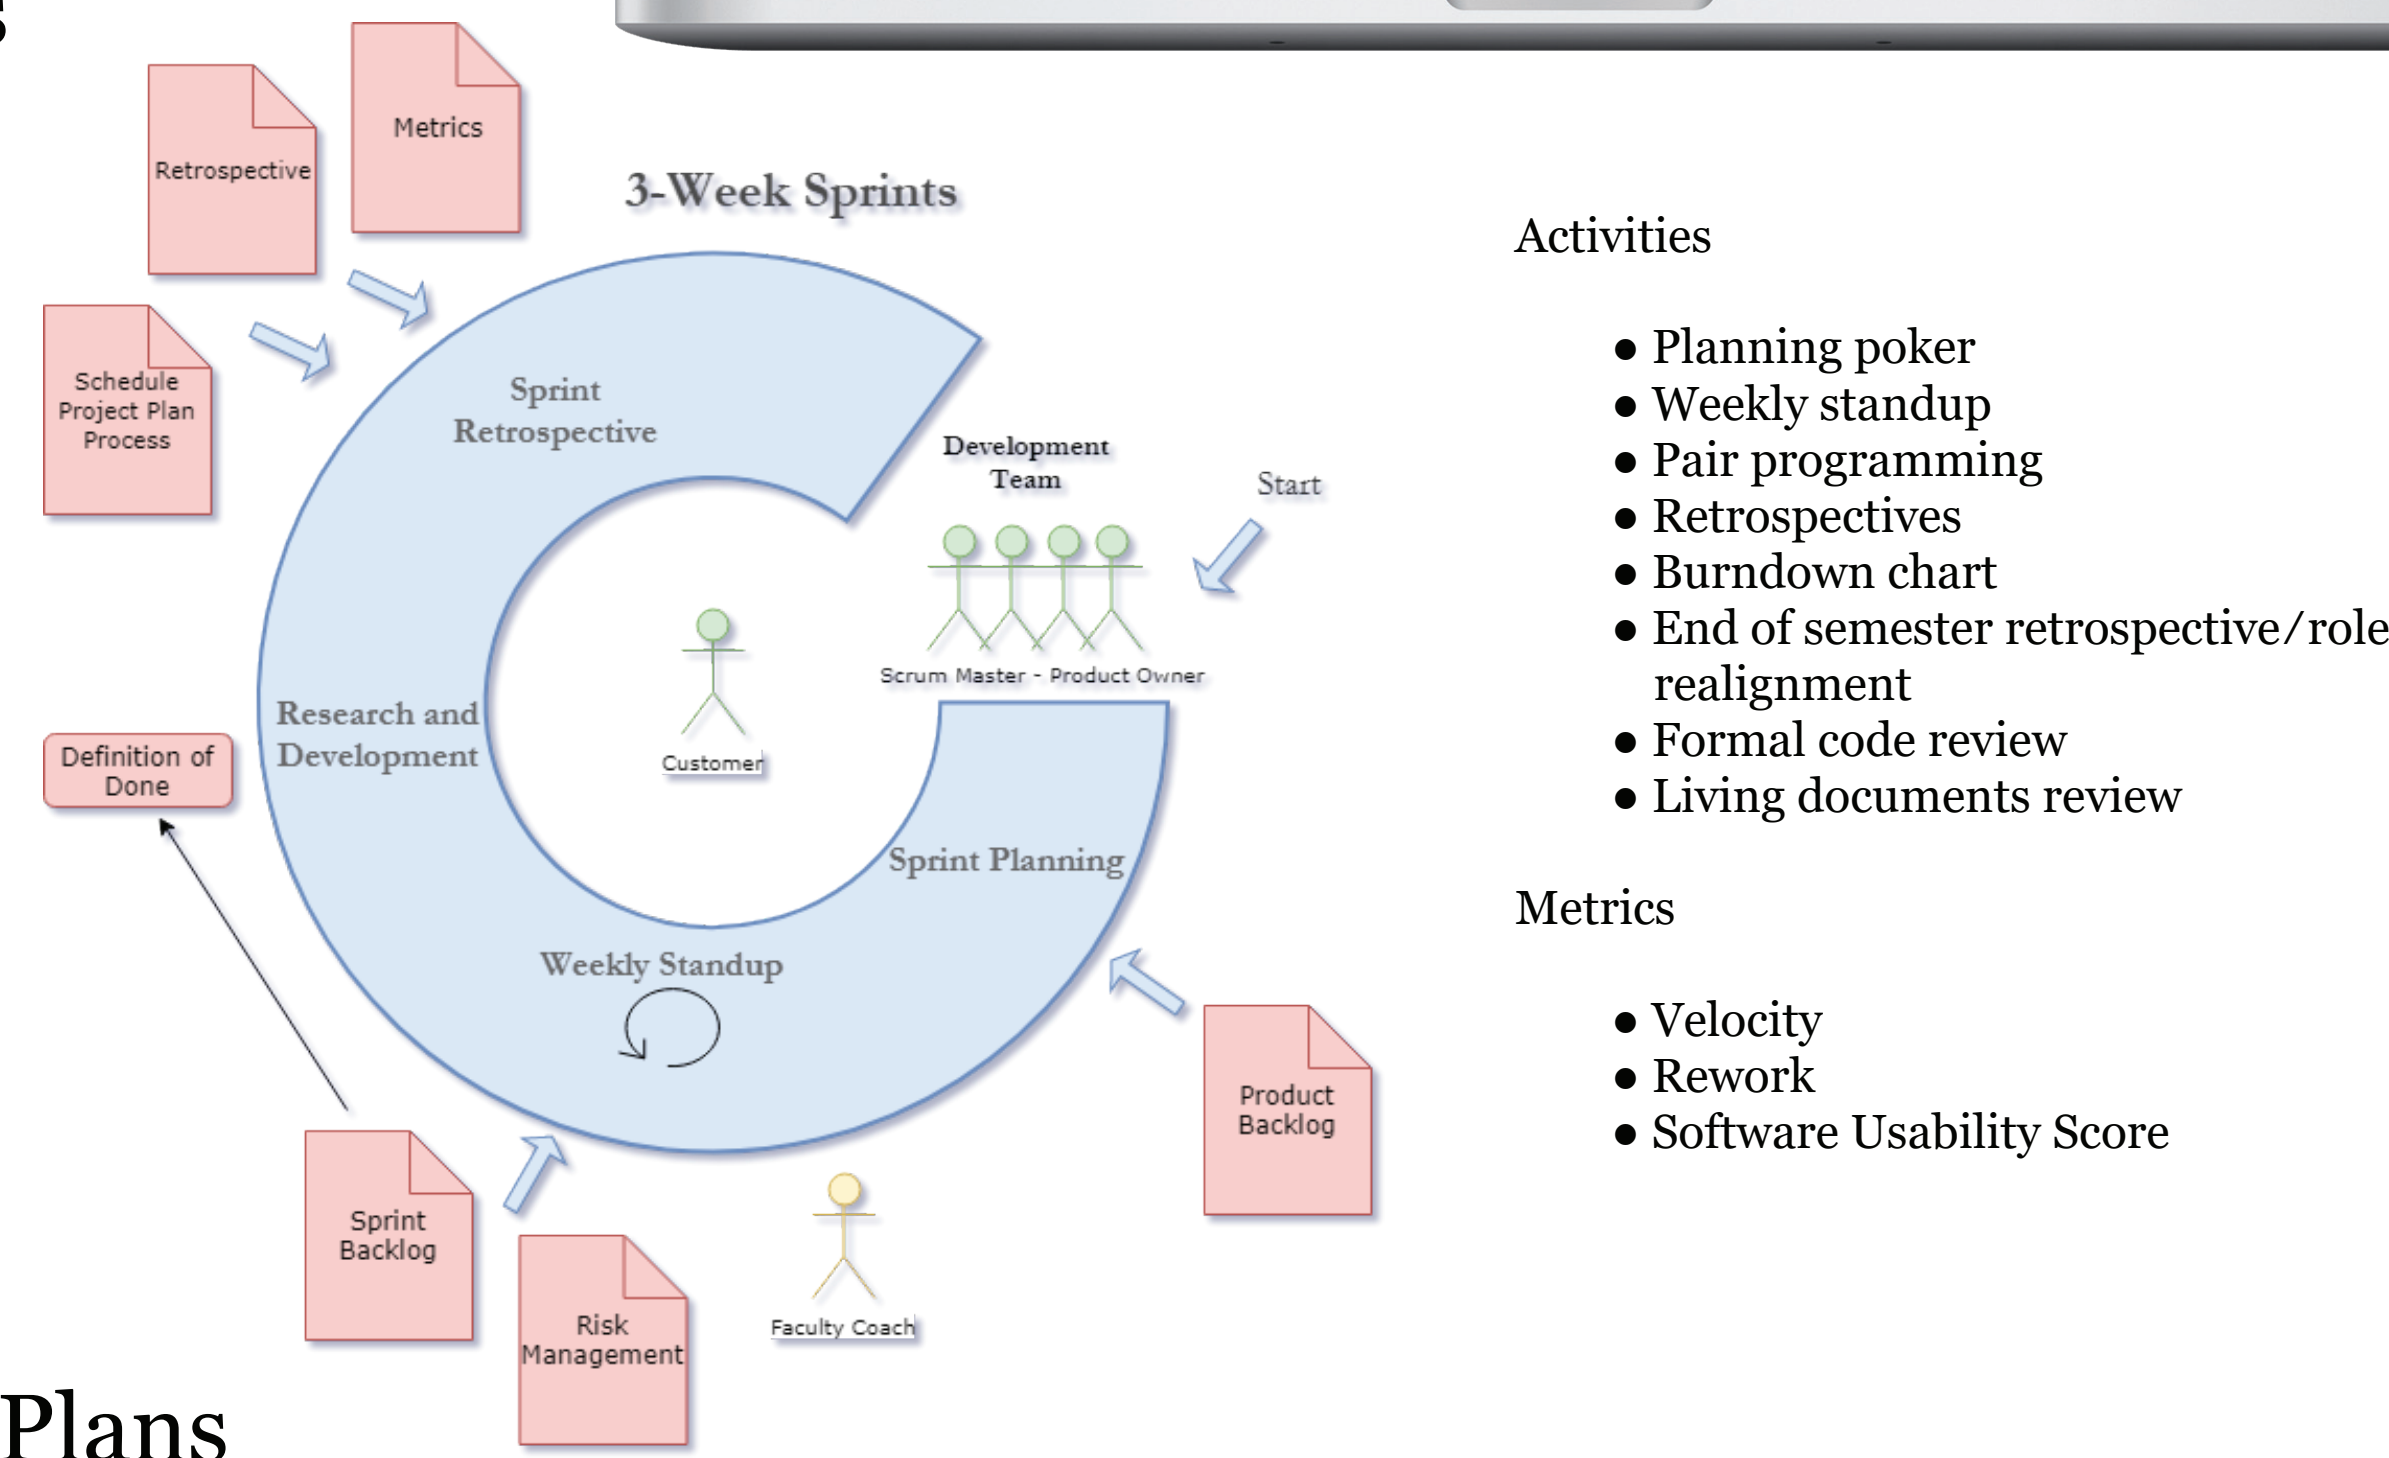 s
Metrics
Retrospective
3-Week Sprints
Schedule
Project Plan
Process
Sprint
Retrospective
Development
Team
Start
Scrum Master - Product Owner
Customer
Research and
Development
Definition of
Done
Sprint Planning
Weekly Standup
Product
Backlog
Sprint
Backlog
Risk
Management
Faculty Coach
Activities
● Planning poker
● Weekly standup
● Pair programming
● Retrospectives
● Burndown chart
● End of semester retrospective/role
realignment
● Formal code review
● Living documents review
Metrics
● Velocity
● Rework
● Software Usability Score
Plans